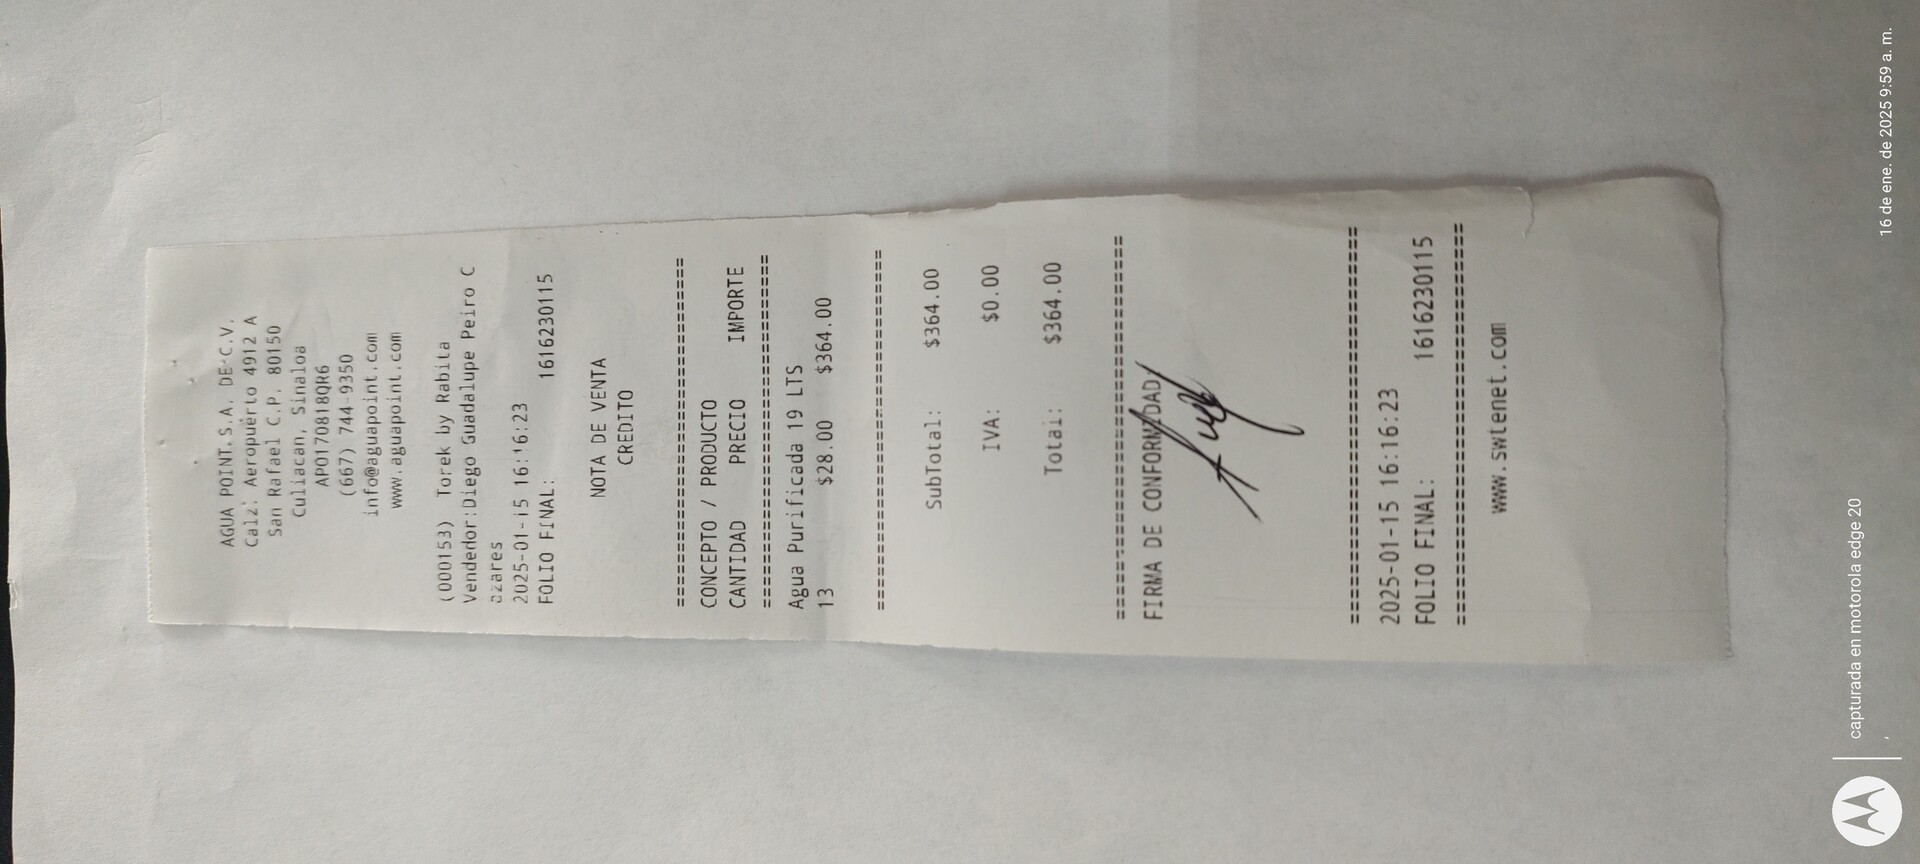 AGUA POINT.S.A. DE C.V.
Calz: Aeropuerto 4912 A
San Rafael C.P. 80150
Culiacan, Sinaloa
APO170818QR6
(667) 744-9350
info@aguapoint.com
www.aguapoint.com
(000153) Torek by Rabita
Vendedor:Diego Guadalupe Peiro C
azares
2025-01-15 16:16:23
FOLIO FINAL: 1616230115
NOTA DE VENTA
CREDITO
================================
CONCEPTO / PRODUCTO
CANTIDAD PRECIO IMPORTE
================================
Agua Purificada 19 LTS
13 $28.00 $364.00
================================
SubTotal: $364.00
IVA: $0.00
Total: $364.00
================================
FIRMA DE CONFORMIDAD
================================
2025-01-15 16:16:23
FOLIO FINAL: 1616230115
================================
www.swtenet.com
capturada en motorola edge 20
16 de ene. de 2025 9:59 a. m.